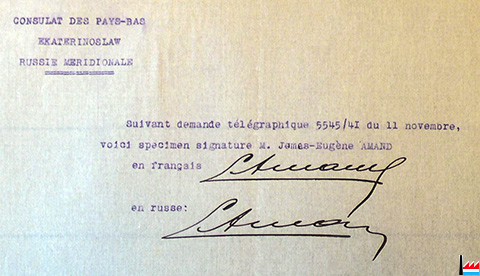 CONSULAT DES PAYS-BAS
EKATERINOSLAW
RUSSIE MERIDIONALE
Suivant demande télégraphique 5545/41 du 11 novembre,
voici specimen signature M. James-Eugène AMAND
en français
en russe: